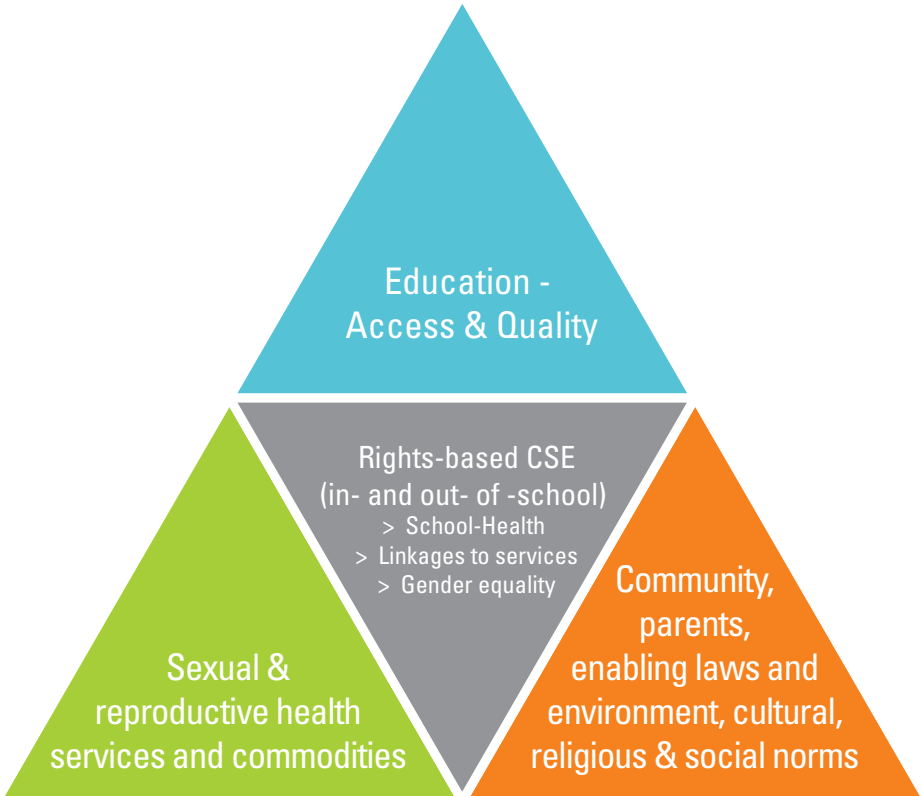 Education -
Access & Quality
Rights-based CSE
(in- and out- of -school)
> School-Health
> Linkages to services
> Gender equality
Sexual &
reproductive health
services and commodities
Community,
parents,
enabling laws and
environment, cultural,
religious & social norms